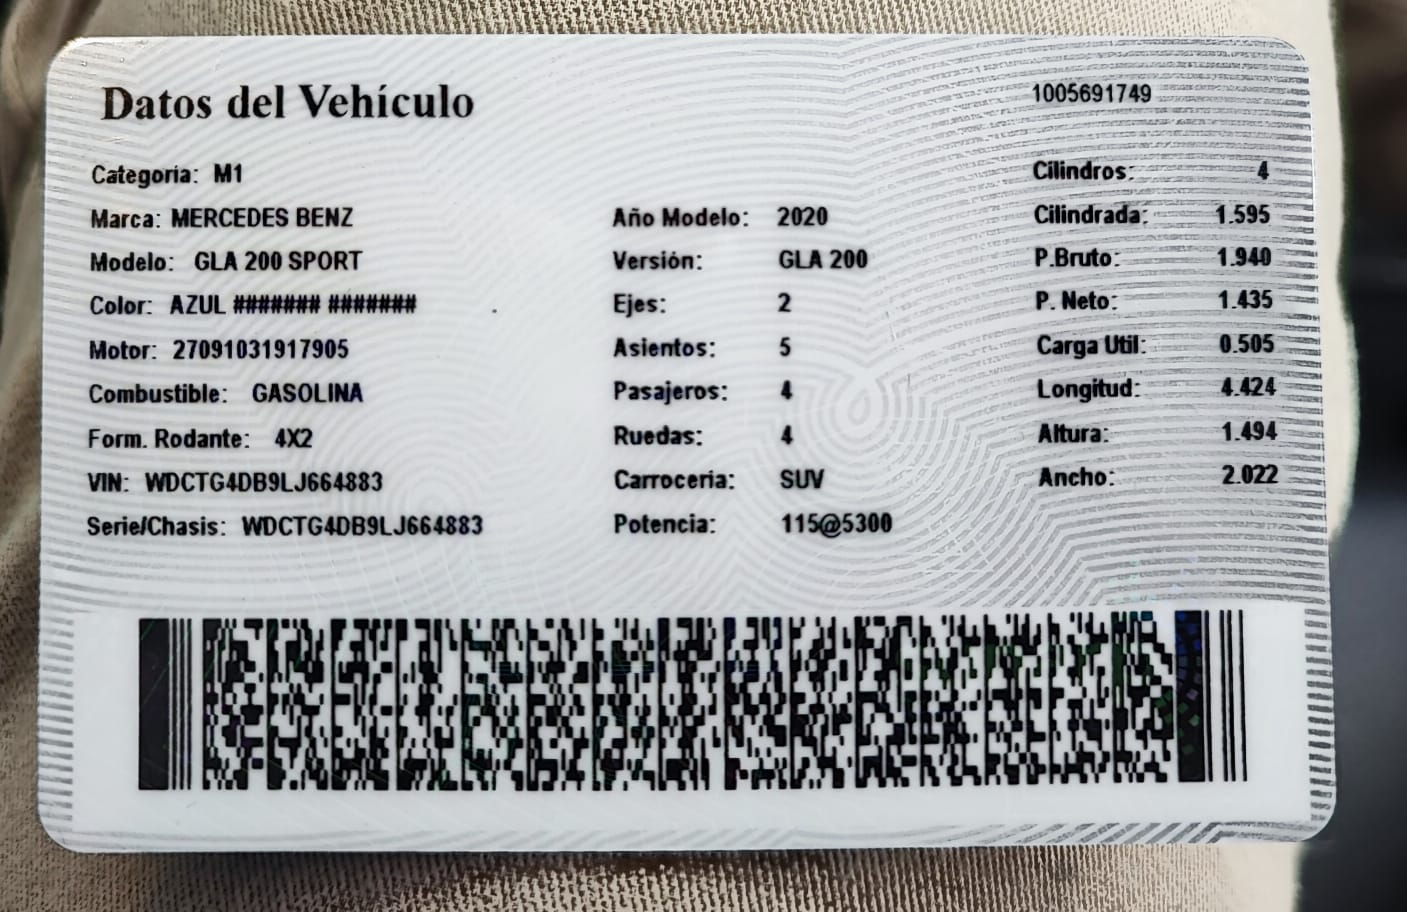 Datos del Vehículo 1005691749
Categoría: M1 Cilindros: 4
Marca: MERCEDES BENZ Año Modelo: 2020 Cilindrada: 1.595
Modelo: GLA 200 SPORT Versión: GLA 200 P.Bruto: 1.940
Color: AZUL ####### ####### Ejes: 2 P. Neto: 1.435
Motor: 27091031917905 Asientos: 5 Carga Util: 0.505
Combustible: GASOLINA Pasajeros: 4 Longitud: 4.424
Form. Rodante: 4X2 Ruedas: 4 Altura: 1.494
VIN: WDCTG4DB9LJ664883 Carrocería: SUV Ancho: 2.022
Serie/Chasis: WDCTG4DB9LJ664883 Potencia: 115@5300